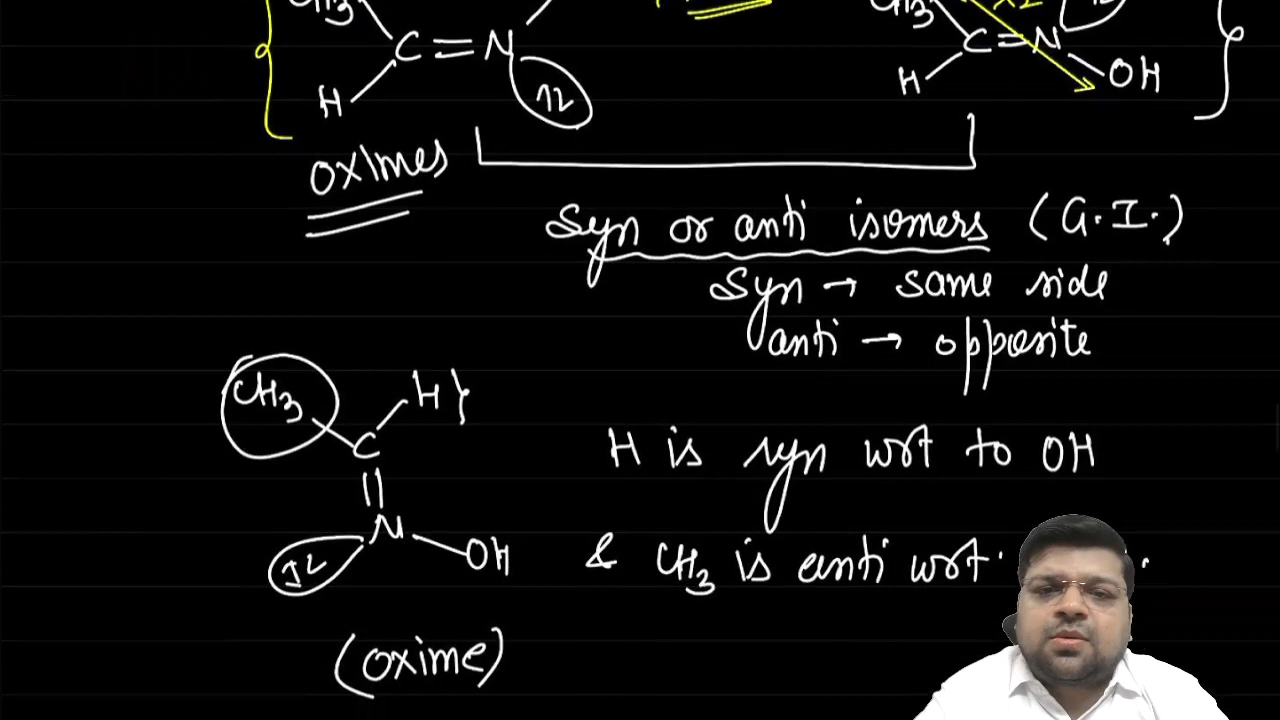 CH3
C = N
H
12
CH3
C = N
12
H
OH
oximes
Syn or anti isomers (G.I.)
Syn → same side
anti → opposite
CH3
H
C
N
12
OH
H is syn wrt to OH
& CH3 is anti wrt
(oxime)